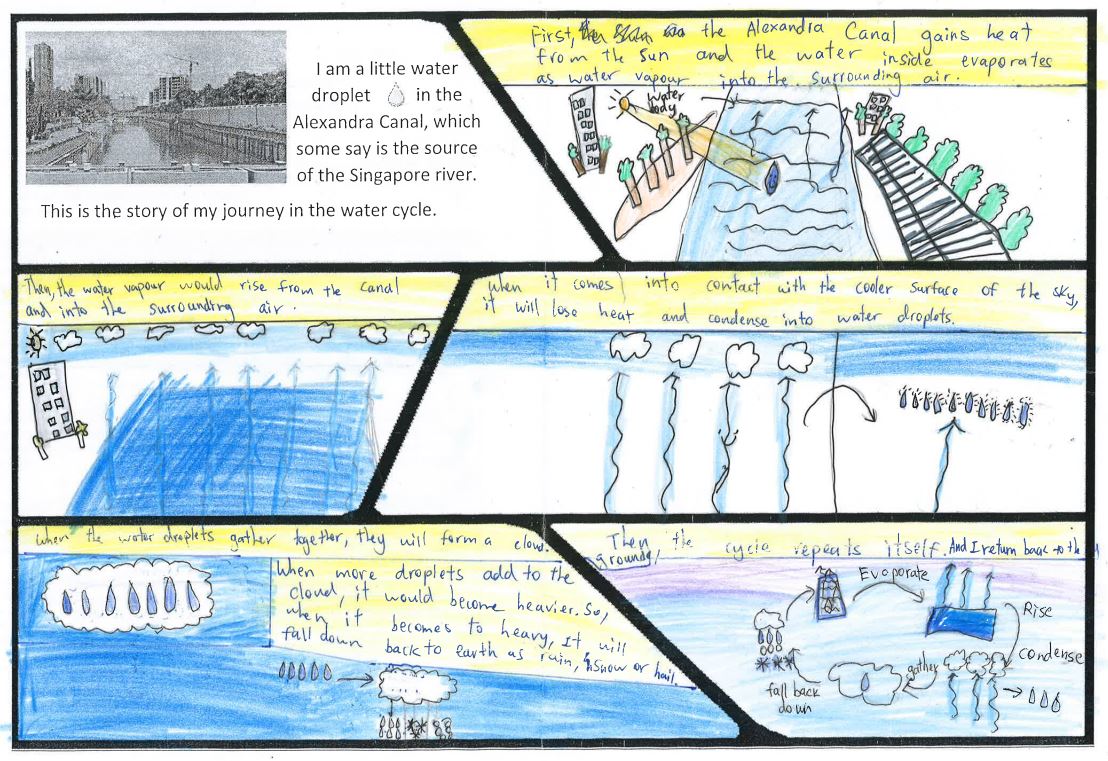 I am a little water
droplet in the
Alexandra Canal, which
some say is the source
of the Singapore river.
This is the story of my journey in the water cycle.
First, the Alexandra Canal gains heat
from the Sun and the water inside evaporates
as water vapour into the surrounding air.
water
body
Then, the water vapour would rise from the canal
and into the surrounding air.
When it comes into contact with the cooler surface of the sky,
it will lose heat and condense into water droplets.
when the water droplets gather together, they will form a cloud.
When more droplets add to the
cloud, it would become heavier. So,
when it becomes to heavy, it will
fall down back to earth as rain, snow or hail.
Then, the cycle repeats itself. And I return back to the
ground,
Evaporate
Rise
condense
gather
fall back
down